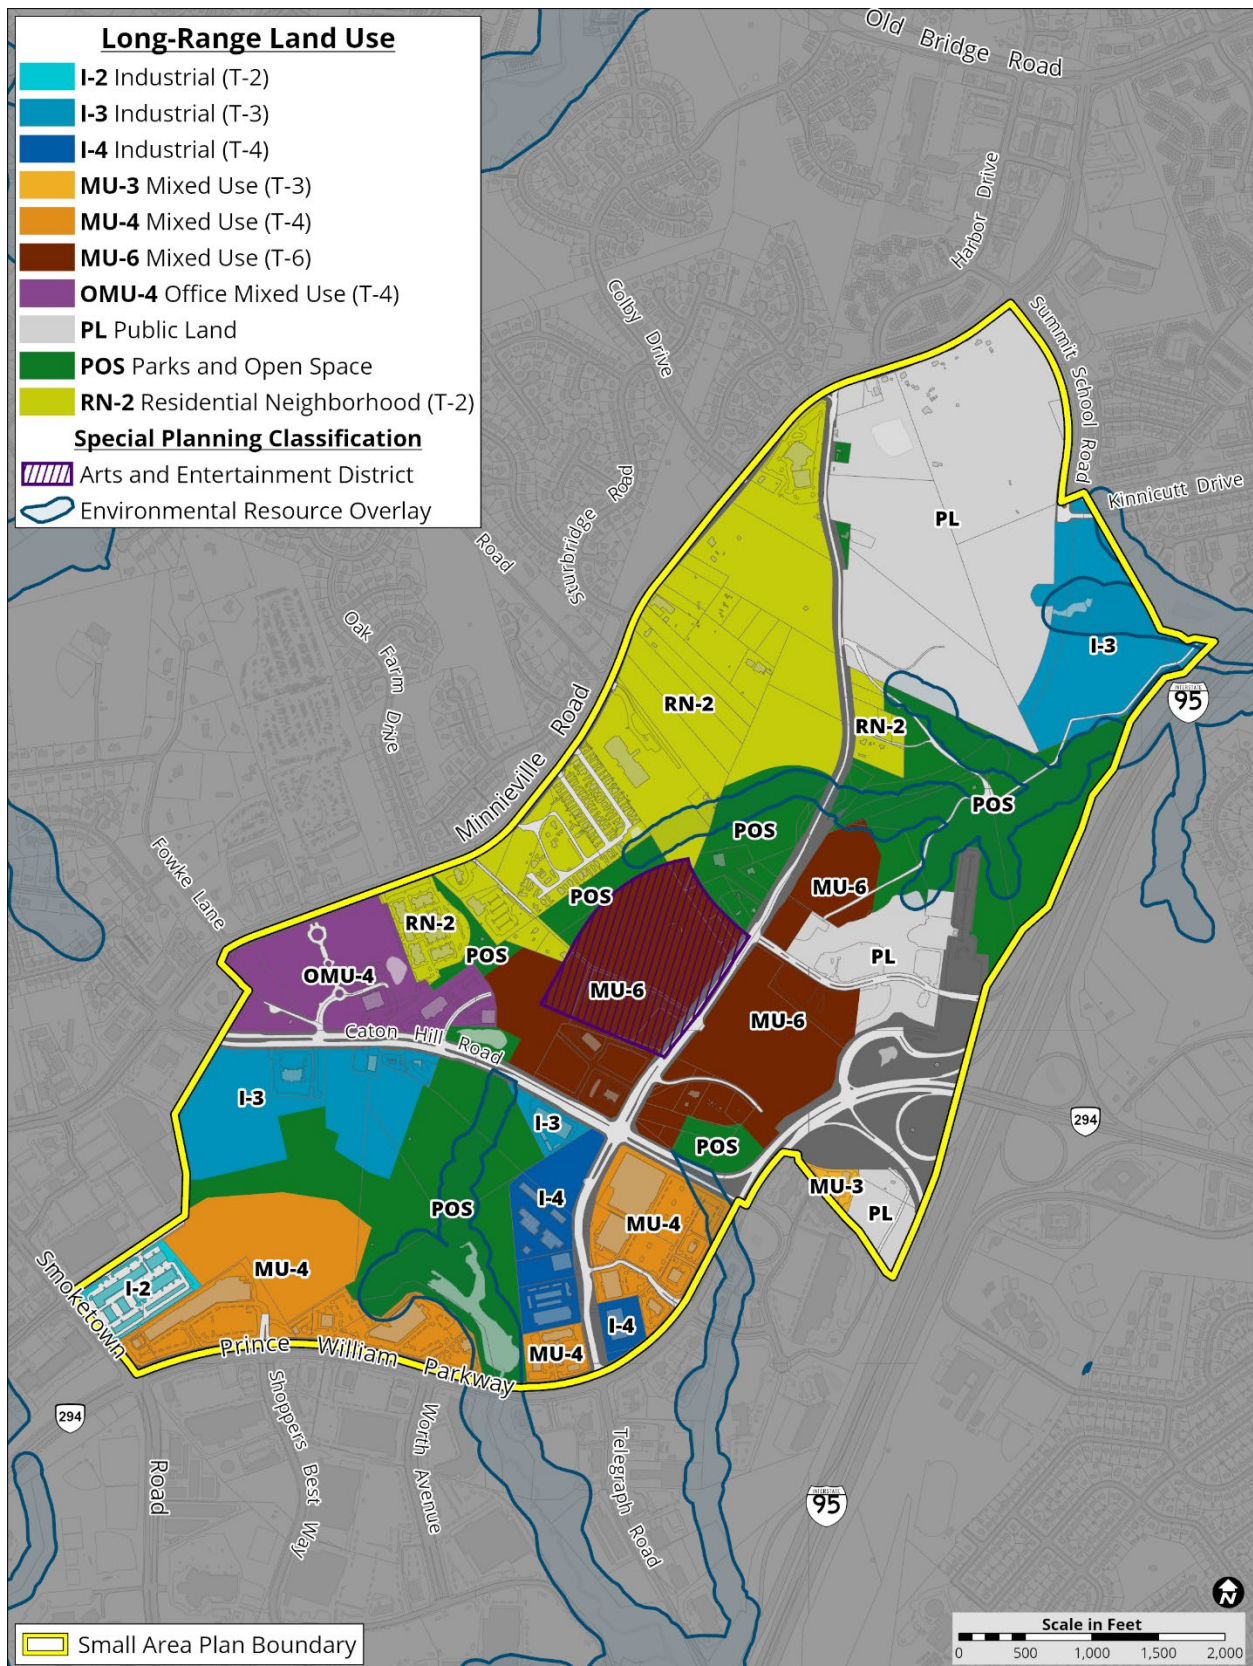 Long-Range Land Use
I-2 Industrial (T-2)
I-3 Industrial (T-3)
I-4 Industrial (T-4)
MU-3 Mixed Use (T-3)
MU-4 Mixed Use (T-4)
MU-6 Mixed Use (T-6)
OMU-4 Office Mixed Use (T-4)
PL Public Land
POS Parks and Open Space
RN-2 Residential Neighborhood (T-2)
Special Planning Classification
Arts and Entertainment District
Environmental Resource Overlay
Old Bridge Road
Harbor Drive
Colby Drive
Summit School Road
Kinnicutt Drive
Sturbridge Road
Road
Oak Farm Drive
Minnieville Road
Fowke Lane
PL
I-3
INTERSTATE
95
RN-2
RN-2
POS
POS
MU-6
POS
RN-2
POS
PL
OMU-4
MU-6
MU-6
Caton Hill Road
I-3
I-3
POS
294
MU-3
PL
I-4
MU-4
POS
MU-4
I-2
I-4
MU-4
Smoketown
Road
Prince William Parkway
294
Shoppers Best Way
Worth Avenue
Telegraph Road
INTERSTATE
95
N
Small Area Plan Boundary
Scale in Feet
0 500 1,000 1,500 2,000